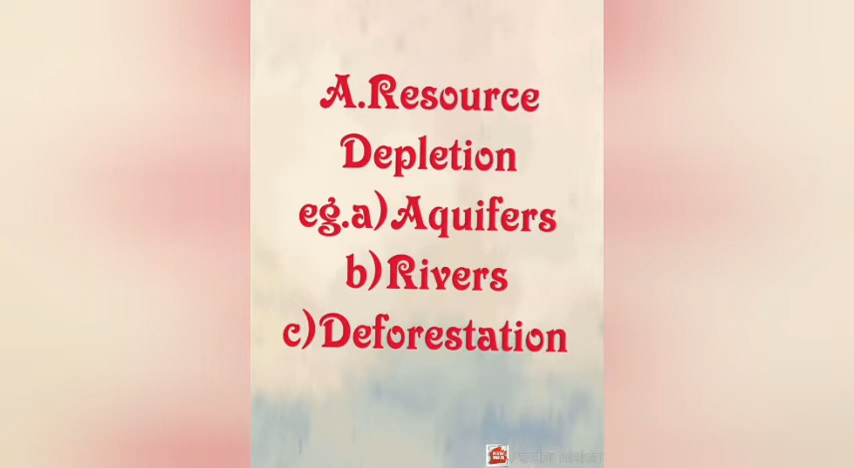 A.Resource
Depletion
eg.a)Aquifers
b)Rivers
c)Deforestation